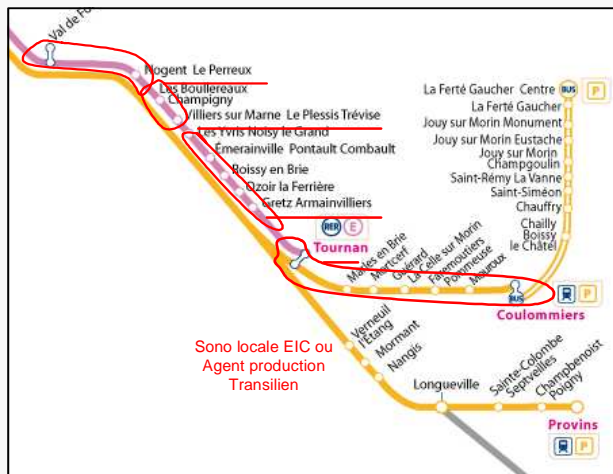 Val de Fo
Nogent Le Perreux
Les Boullereaux
Champigny
Villiers sur Marne Le Plessis Trévise
Les Yvris Noisy le Grand
Émerainville Pontault Combault
Roissy en Brie
Ozoir la Ferrière
Gretz Armainvilliers
RER E
Tournan
Marles en Brie
Mortcerf
Guérard
La Celle sur Morin
Faremoutiers
Pommeuse
Mouroux
BUS
Coulommiers
P
La Ferté Gaucher Centre
BUS
P
La Ferté Gaucher
Jouy sur Morin Monument
Jouy sur Morin Eustache
Jouy sur Morin
Champgoulin
Saint-Rémy La Vanne
Saint-Siméon
Chauffry
Chailly
Boissy
le Châtel
Sono locale EIC ou
Agent production
Transilien
Verneuil
l'Étang
Mormant
Nangis
Longueville
Sainte-Colombe
Septveilles
Champbenoist
Poigny
Provins
P